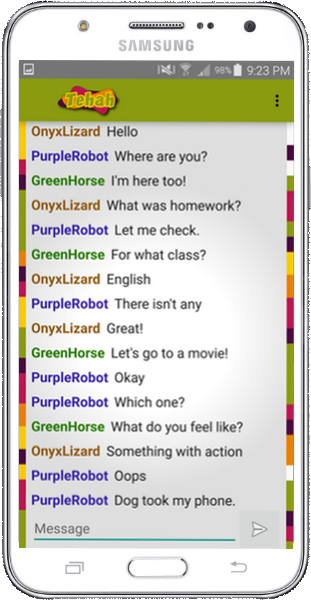 SAMSUNG
98% 9:23 PM
Tehah
OnyxLizard Hello
PurpleRobot Where are you?
GreenHorse I'm here too!
OnyxLizard What was homework?
PurpleRobot Let me check.
GreenHorse For what class?
OnyxLizard English
PurpleRobot There isn't any
OnyxLizard Great!
GreenHorse Let's go to a movie!
PurpleRobot Okay
PurpleRobot Which one?
GreenHorse What do you feel like?
OnyxLizard Something with action
PurpleRobot Oops
PurpleRobot Dog took my phone.
Message